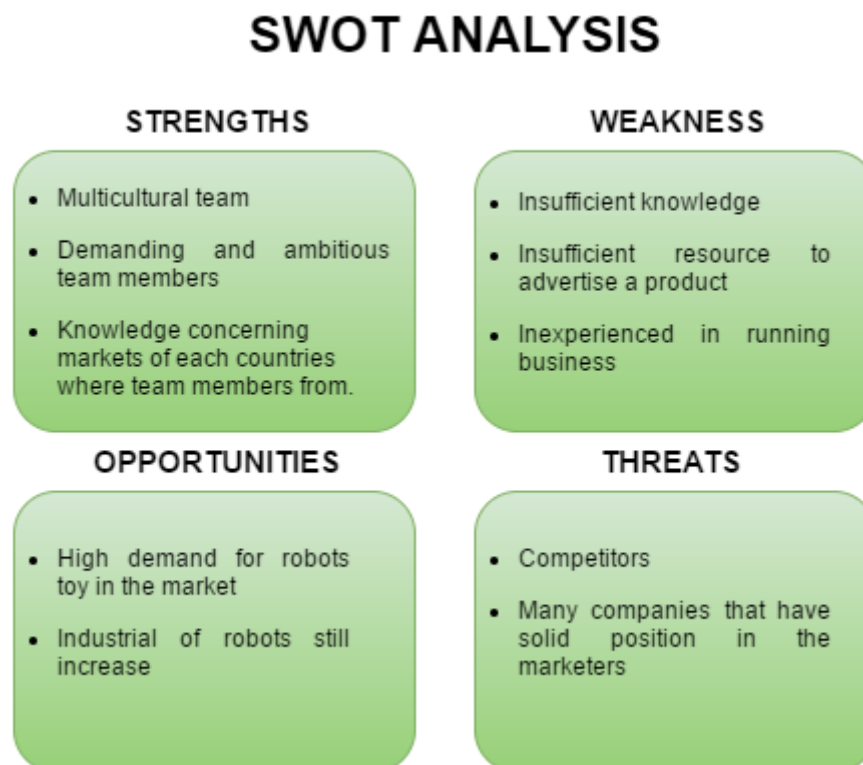 SWOT ANALYSIS
STRENGTHS
• Multicultural team
• Demanding and ambitious
team members
• Knowledge concerning
markets of each countries
where team members from.
WEAKNESS
• Insufficient knowledge
• Insufficient resource to
advertise a product
• Inexperienced in running
business
OPPORTUNITIES
• High demand for robots
toy in the market
• Industrial of robots still
increase
THREATS
• Competitors
• Many companies that have
solid position in the
marketers